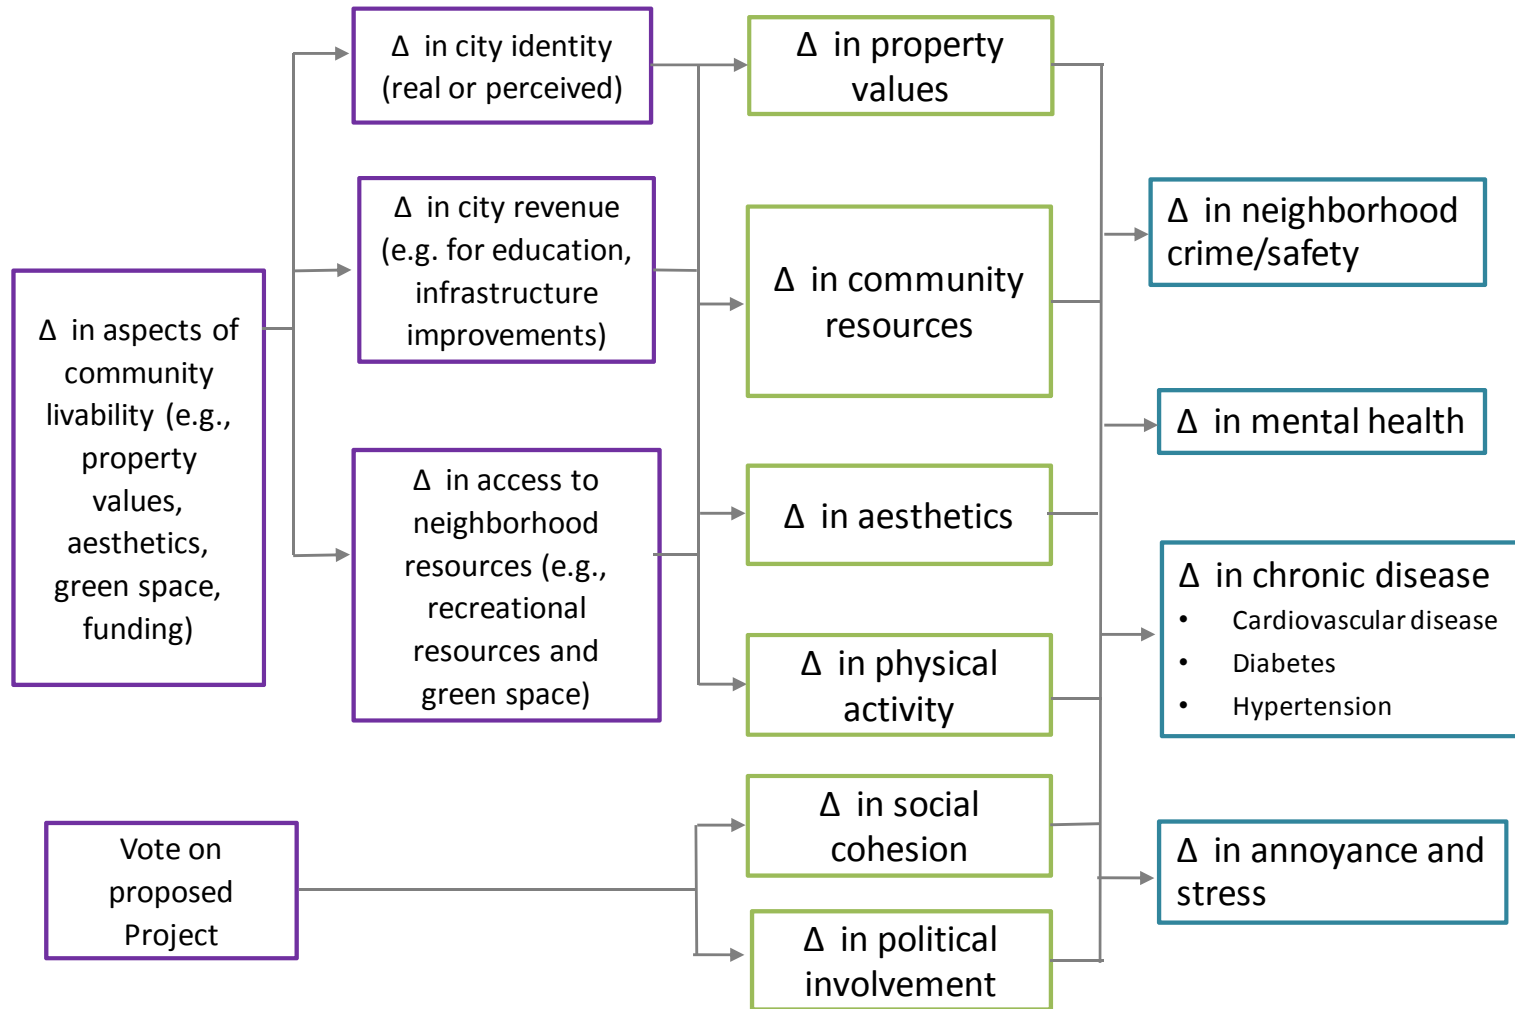 Δ in aspects of
community
livability (e.g.,
property
values,
aesthetics,
green space,
funding)
Vote on
proposed
Project
Δ in city identity
(real or perceived)
Δ in city revenue
(e.g. for education,
infrastructure
improvements)
Δ in access to
neighborhood
resources (e.g.,
recreational
resources and
green space)
Δ in property
values
Δ in community
resources
Δ in aesthetics
Δ in physical
activity
Δ in social
cohesion
Δ in political
involvement
Δ in neighborhood
crime/safety
Δ in mental health
Δ in chronic disease
• Cardiovascular disease
• Diabetes
• Hypertension
Δ in annoyance and
stress